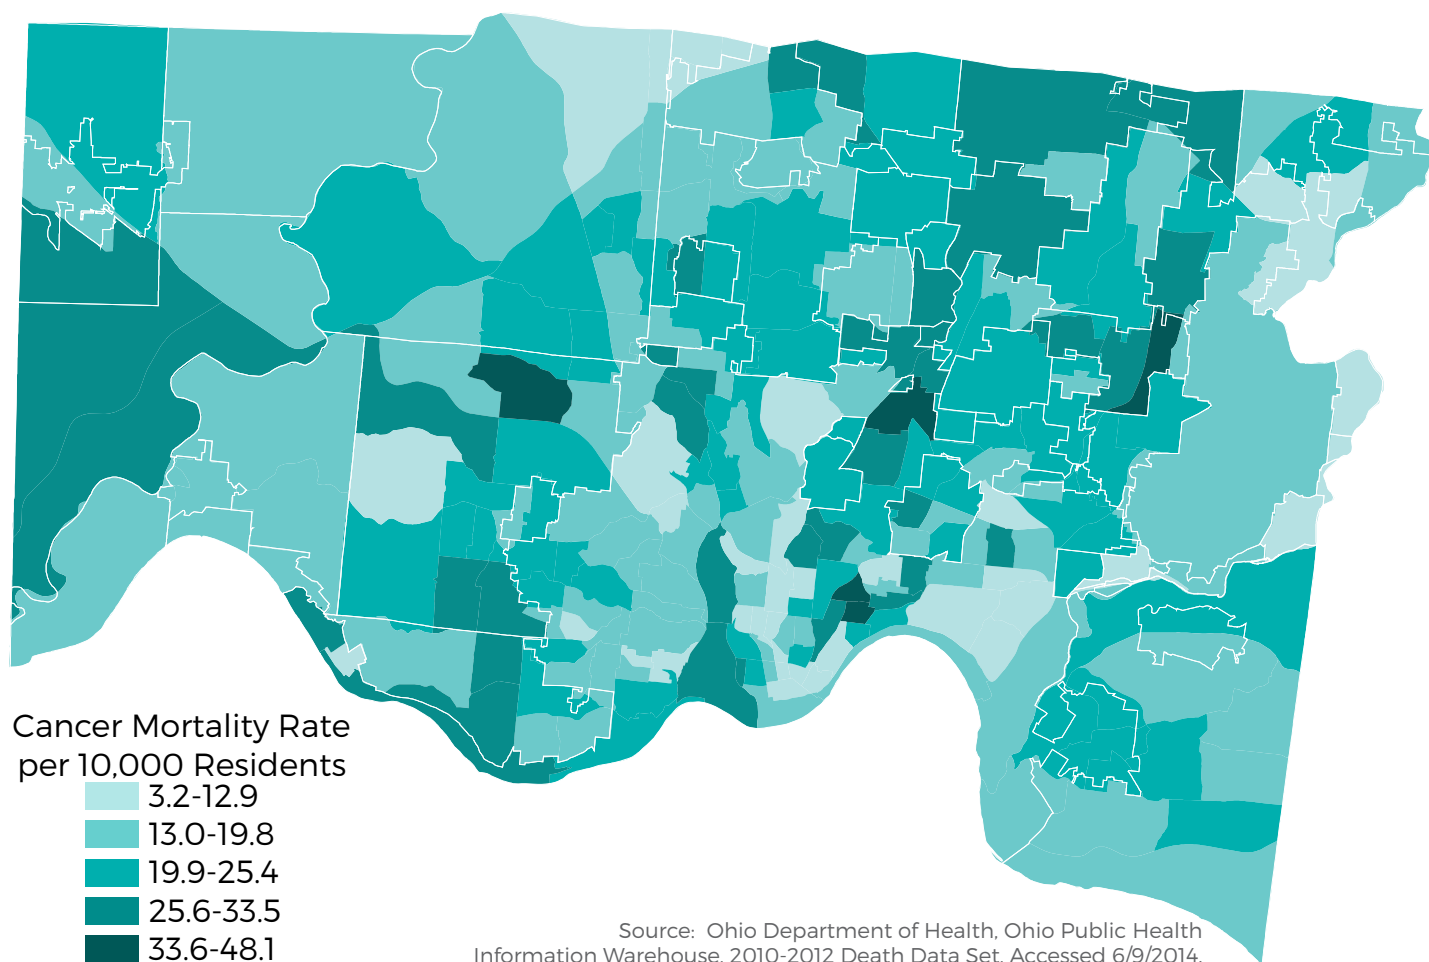 Cancer Mortality Rate
per 10,000 Residents
3.2-12.9
13.0-19.8
19.9-25.4
25.6-33.5
33.6-48.1
Source: Ohio Department of Health, Ohio Public Health
Information Warehouse, 2010-2012 Death Data Set, Accessed 6/9/2014.